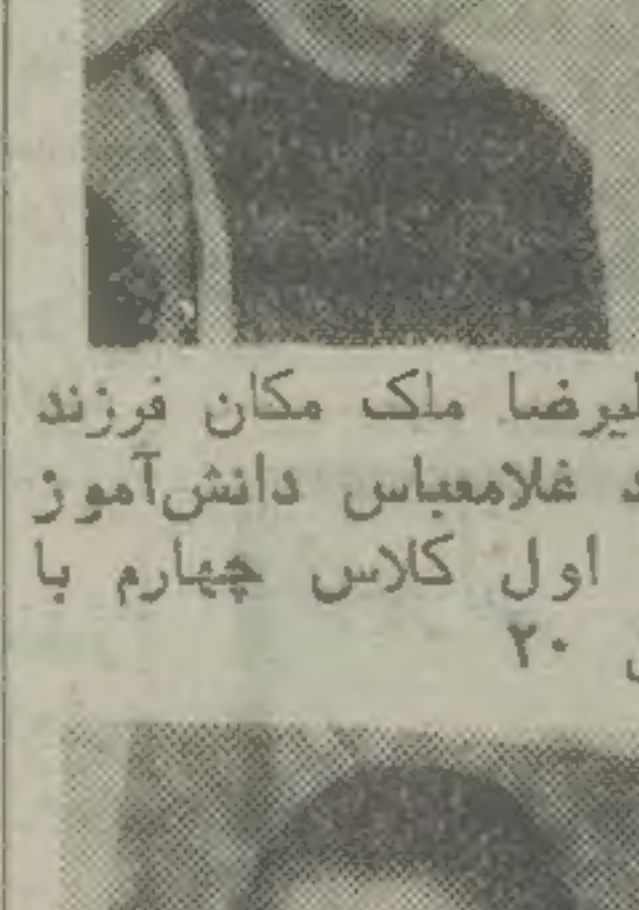 لیرضا ملک مکان فرزند
غلامعباس دانش‌آموز
اول کلاس چهارم با
۲۰